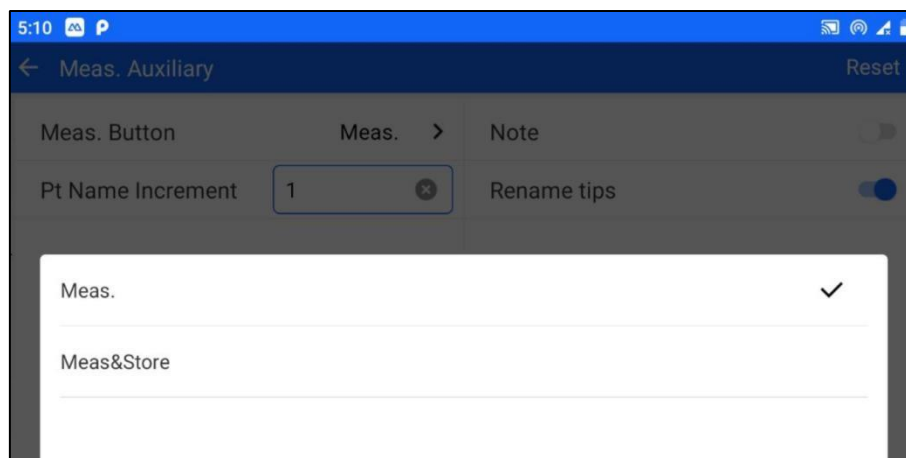 5:10
Meas. Auxiliary Reset
Meas. Button Meas. Note
Pt Name Increment 1 Rename tips
Meas.
Meas&Store